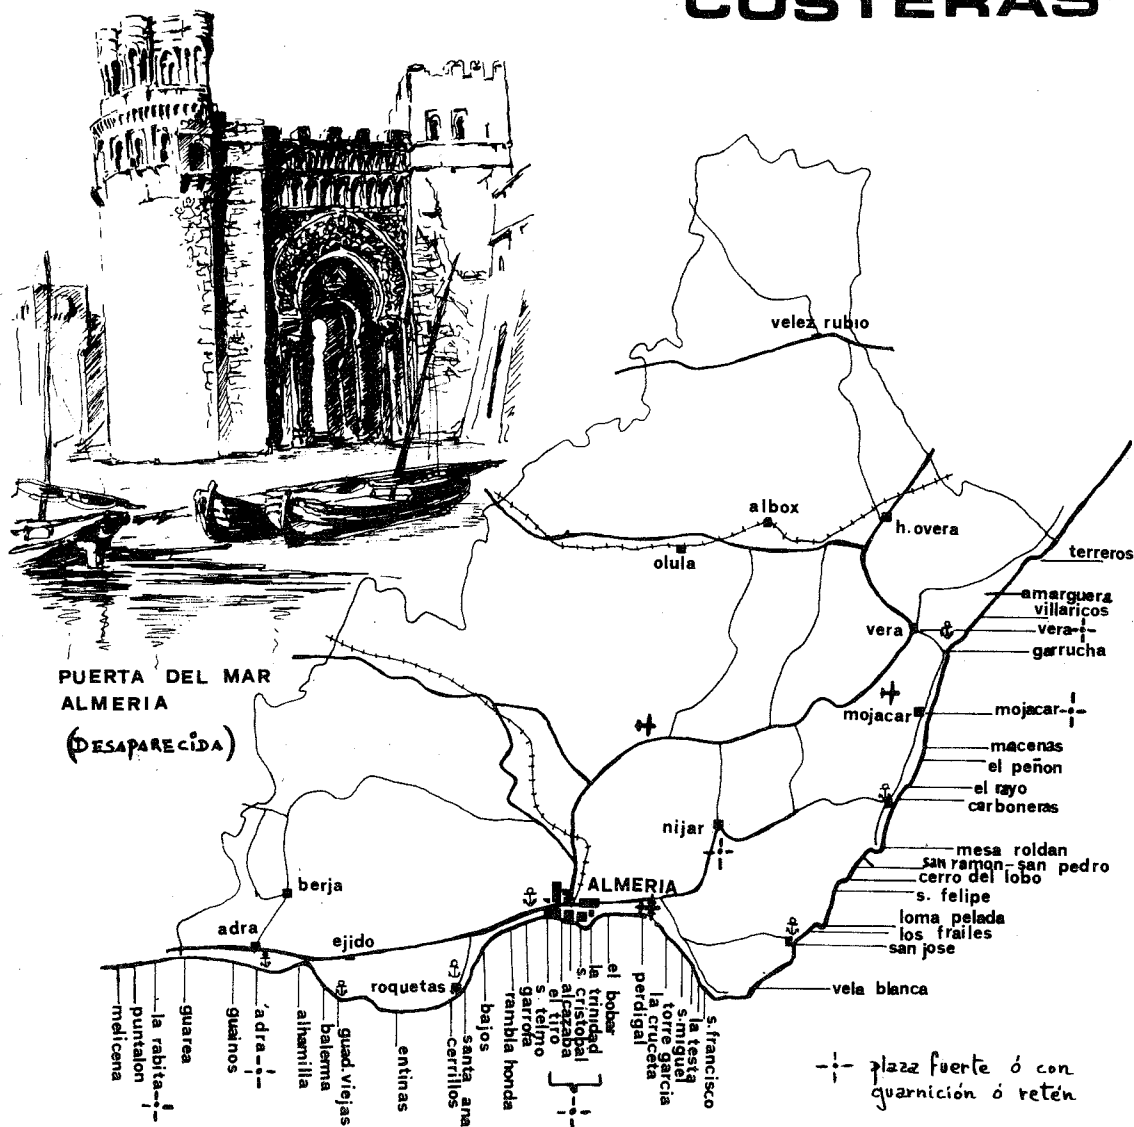 COSTERAS
PUERTA DEL MAR
ALMERIA
(DESAPARECIDA)
velez rubio
albox
h. overa
olula
terreros
amarguera
villaricos
vera
vera
garrucha
mojacar
mojacar
macenas
el peñon
el rayo
carboneras
nijar
mesa roldan
san ramon-san pedro
cerro del lobo
s. felipe
loma pelada
los frailes
san jose
vela blanca
berja
ALMERIA
adra
ejido
roquetas
melicena
puntalon
la rabita
guarea
guainos
adra
alhamilla
balerma
guad. viejas
entinas
cerrillos
santa ana
bajos
rambla honda
garrofa
s. telmo
el tiro
alcazaba
s. cristobal
la trinidad
el bobar
perdigal
la cruceta
torre garcia
s. miguel
la testa
s. francisco
plaza fuerte ó con
guarnición ó retén